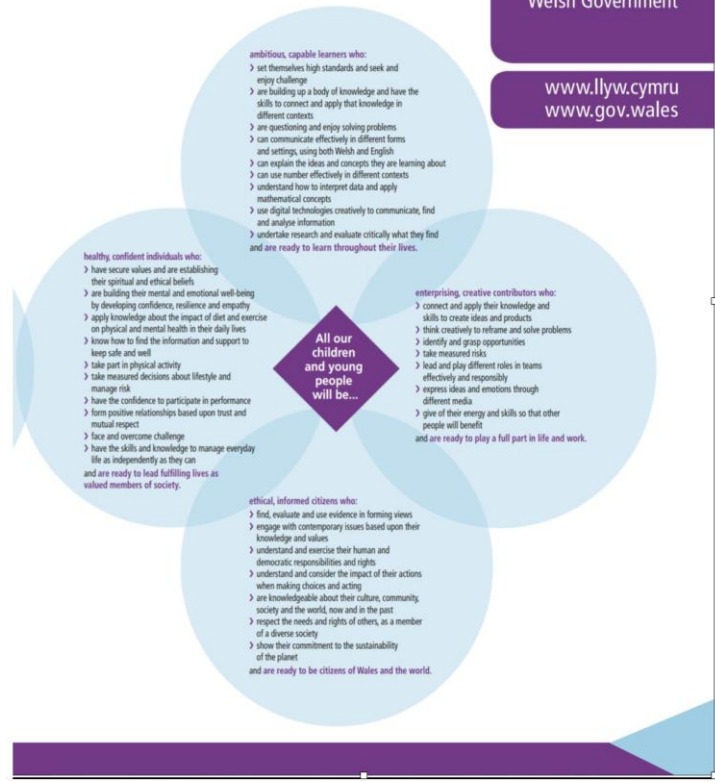 Welsh Government
www.llyw.cymru
www.gov.wales
ambitious, capable learners who:
❯ set themselves high standards and seek and
enjoy challenge
❯ are building up a body of knowledge and have the
skills to connect and apply that knowledge in
different contexts
❯ are questioning and enjoy solving problems
❯ can communicate effectively in different forms
and settings, using both Welsh and English
❯ can explain the ideas and concepts they are learning about
❯ can use number effectively in different contexts
❯ understand how to interpret data and apply
mathematical concepts
❯ use digital technologies creatively to communicate, find
and analyse information
❯ undertake research and evaluate critically what they find
and are ready to learn throughout their lives.
healthy, confident individuals who:
❯ have secure values and are establishing
their spiritual and ethical beliefs
❯ are building their mental and emotional well-being
by developing confidence, resilience and empathy
❯ apply knowledge about the impact of diet and exercise
on physical and mental health in their daily lives
❯ know how to find the information and support to
keep safe and well
❯ take part in physical activity
❯ take measured decisions about lifestyle and
manage risk
❯ have the confidence to participate in performance
❯ form positive relationships based upon trust and
mutual respect
❯ face and overcome challenge
❯ have the skills and knowledge to manage everyday
life as independently as they can
and are ready to lead fulfilling lives as
valued members of society.
All our
children
and young
people
will be...
enterprising, creative contributors who:
❯ connect and apply their knowledge and
skills to create ideas and products
❯ think creatively to reframe and solve problems
❯ identify and grasp opportunities
❯ take measured risks
❯ lead and play different roles in teams
effectively and responsibly
❯ express ideas and emotions through
different media
❯ give of their energy and skills so that other
people will benefit
and are ready to play a full part in life and work.
ethical, informed citizens who:
❯ find, evaluate and use evidence in forming views
❯ engage with contemporary issues based upon their
knowledge and values
❯ understand and exercise their human and
democratic responsibilities and rights
❯ understand and consider the impact of their actions
when making choices and acting
❯ are knowledgeable about their culture, community,
society and the world, now and in the past
❯ respect the needs and rights of others, as a member
of a diverse society
❯ show their commitment to the sustainability
of the planet
and are ready to be citizens of Wales and the world.